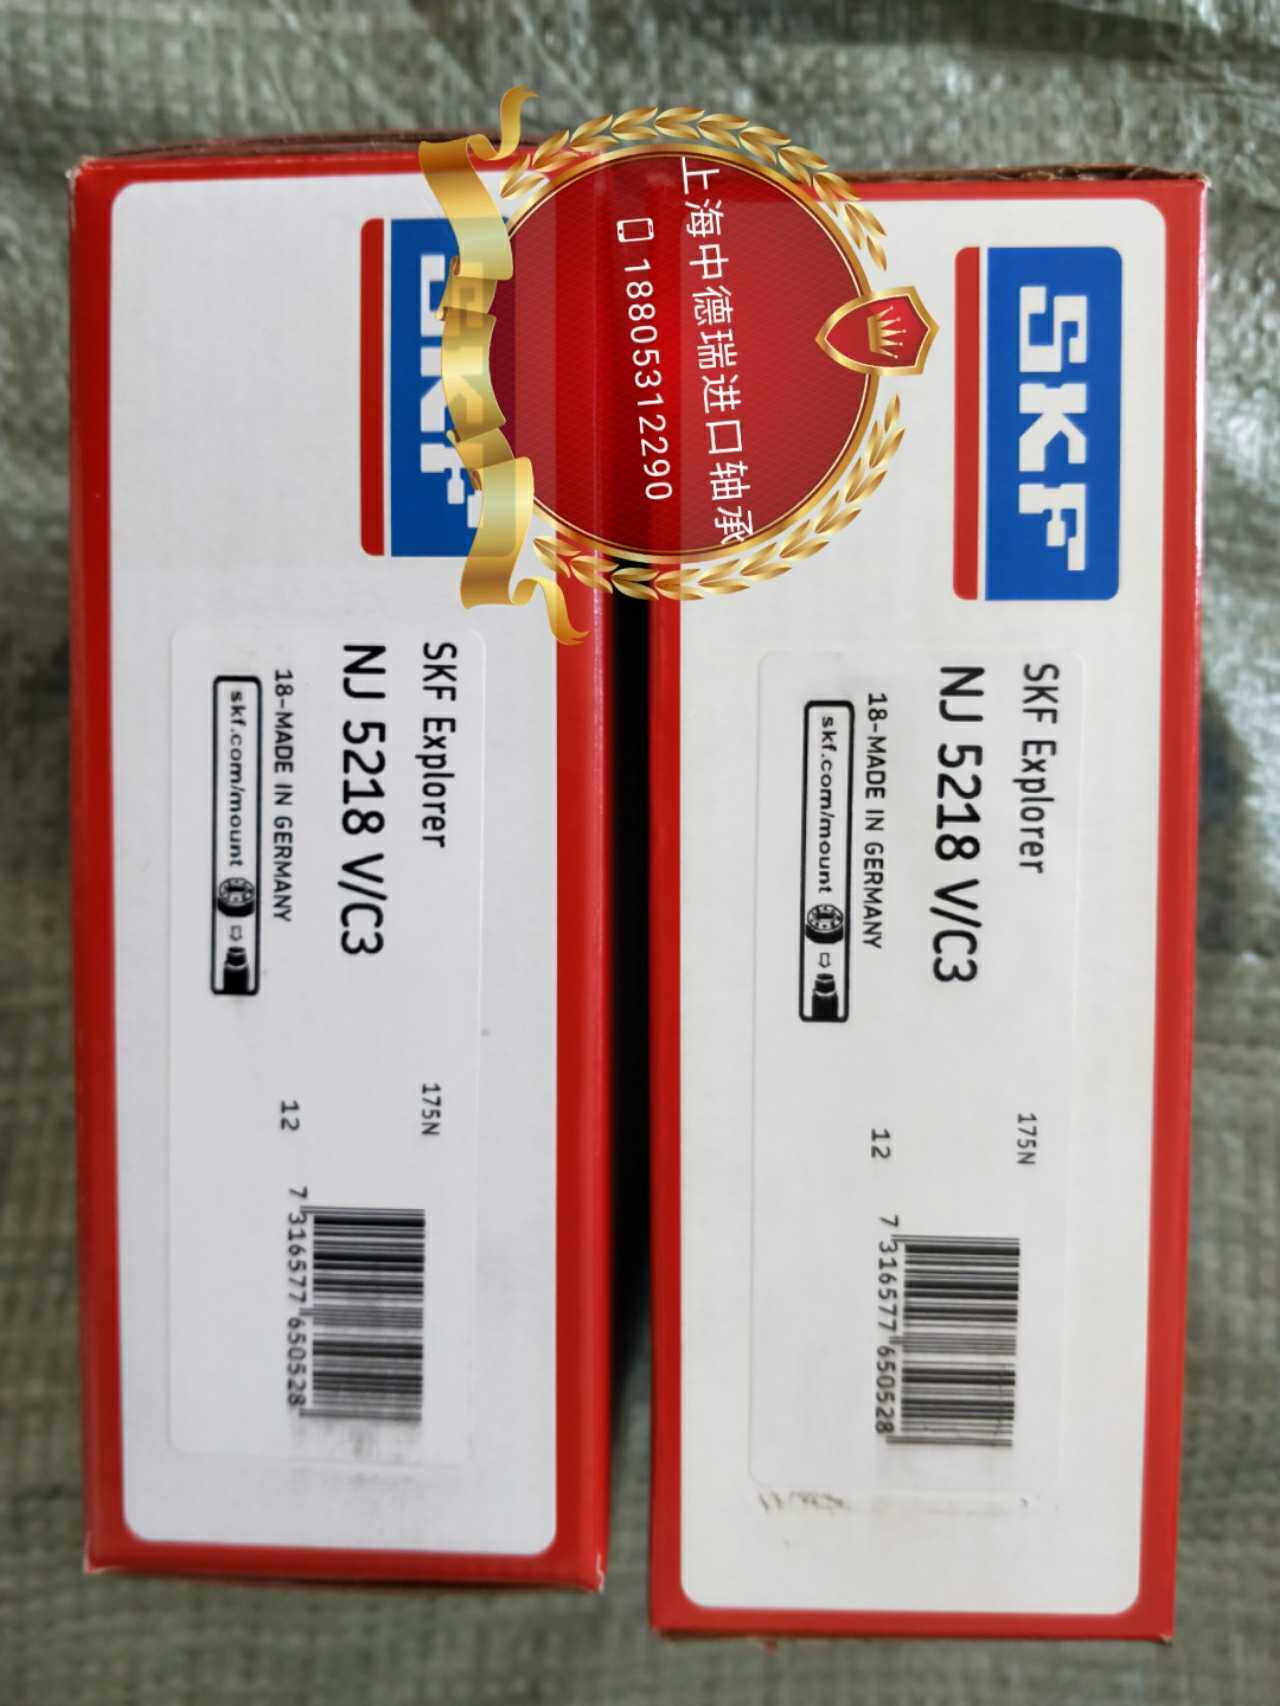 上海中德瑞进口轴承
18805312290
SKF
SKF Explorer
NJ 5218 V/C3
18-MADE IN GERMANY
skf.com/mount
175N
12
7 316577 650528
SKF
SKF Explorer
NJ 5218 V/C3
18-MADE IN GERMANY
skf.com/mount
175N
12
7 316577 650528